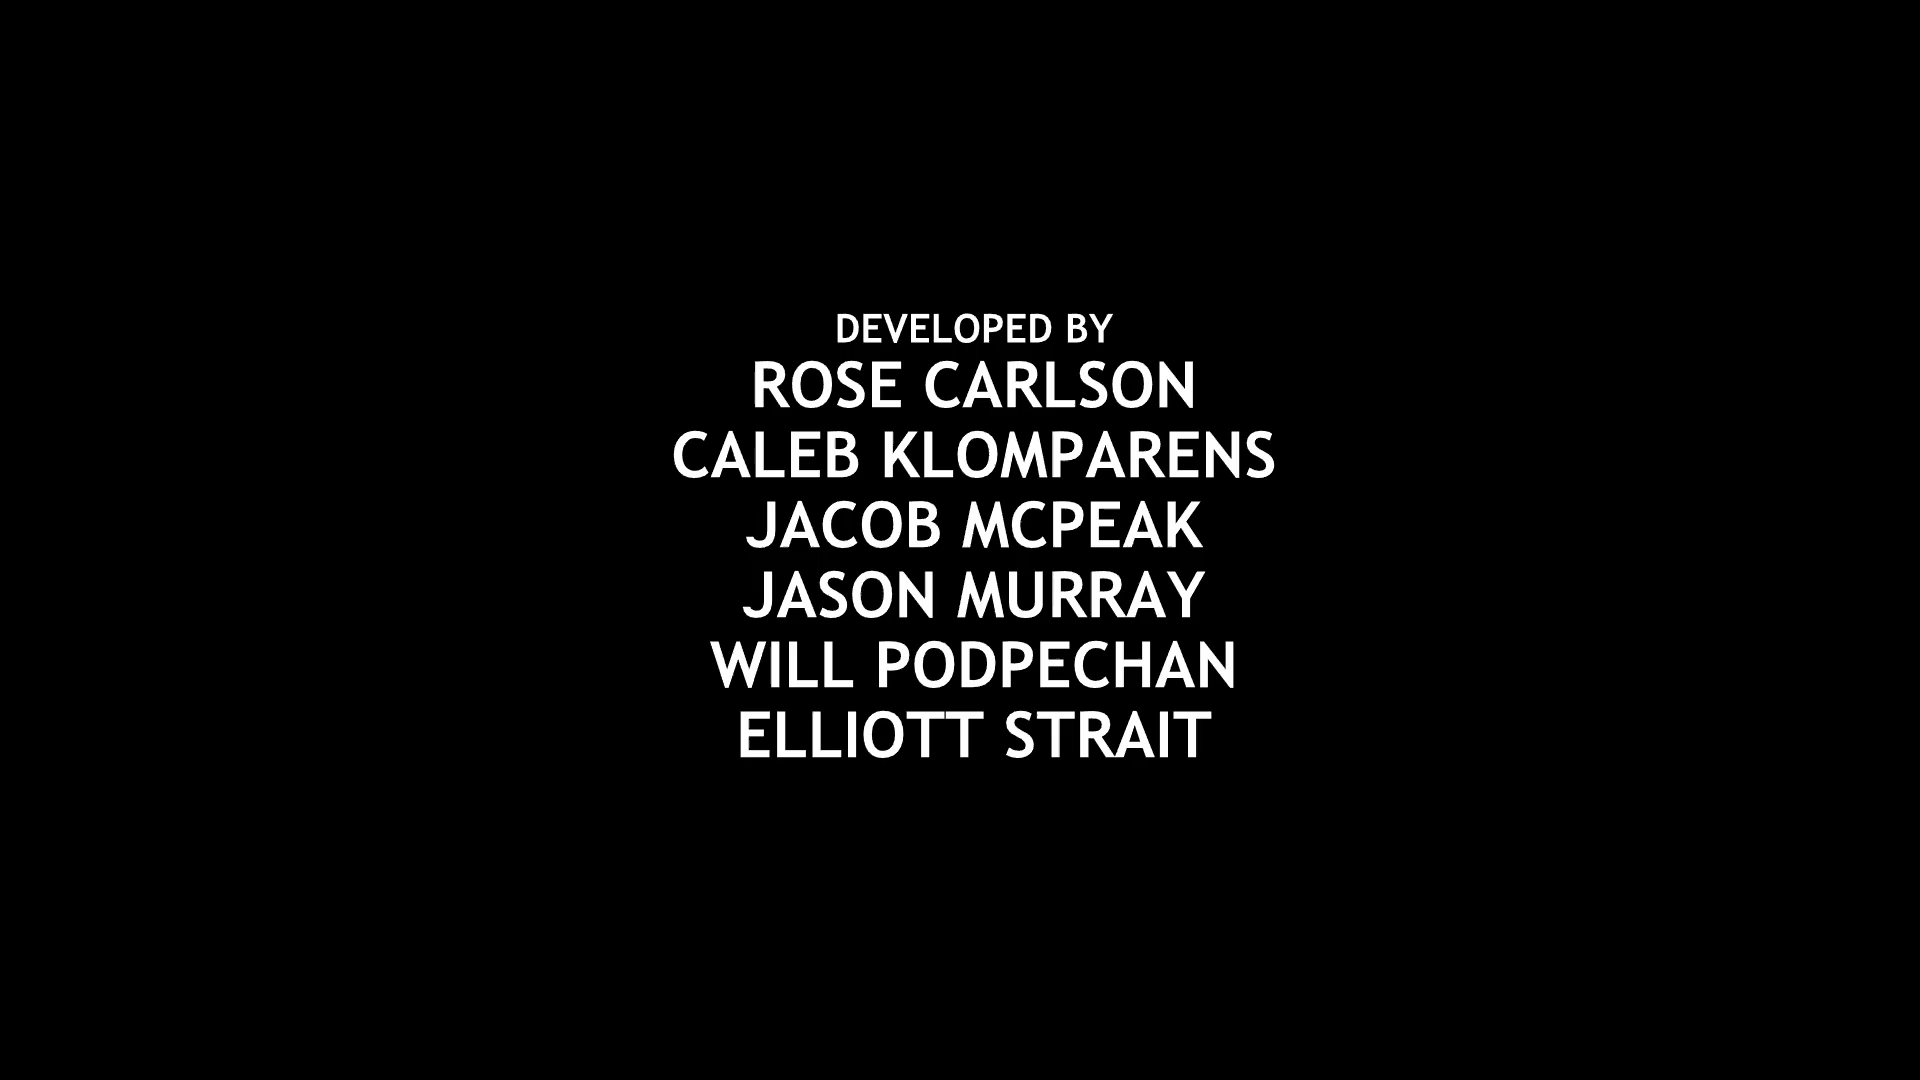 DEVELOPED BY
ROSE CARLSON
CALEB KLOMPARENS
JACOB MCPEAK
JASON MURRAY
WILL PODPECHAN
ELLIOTT STRAIT